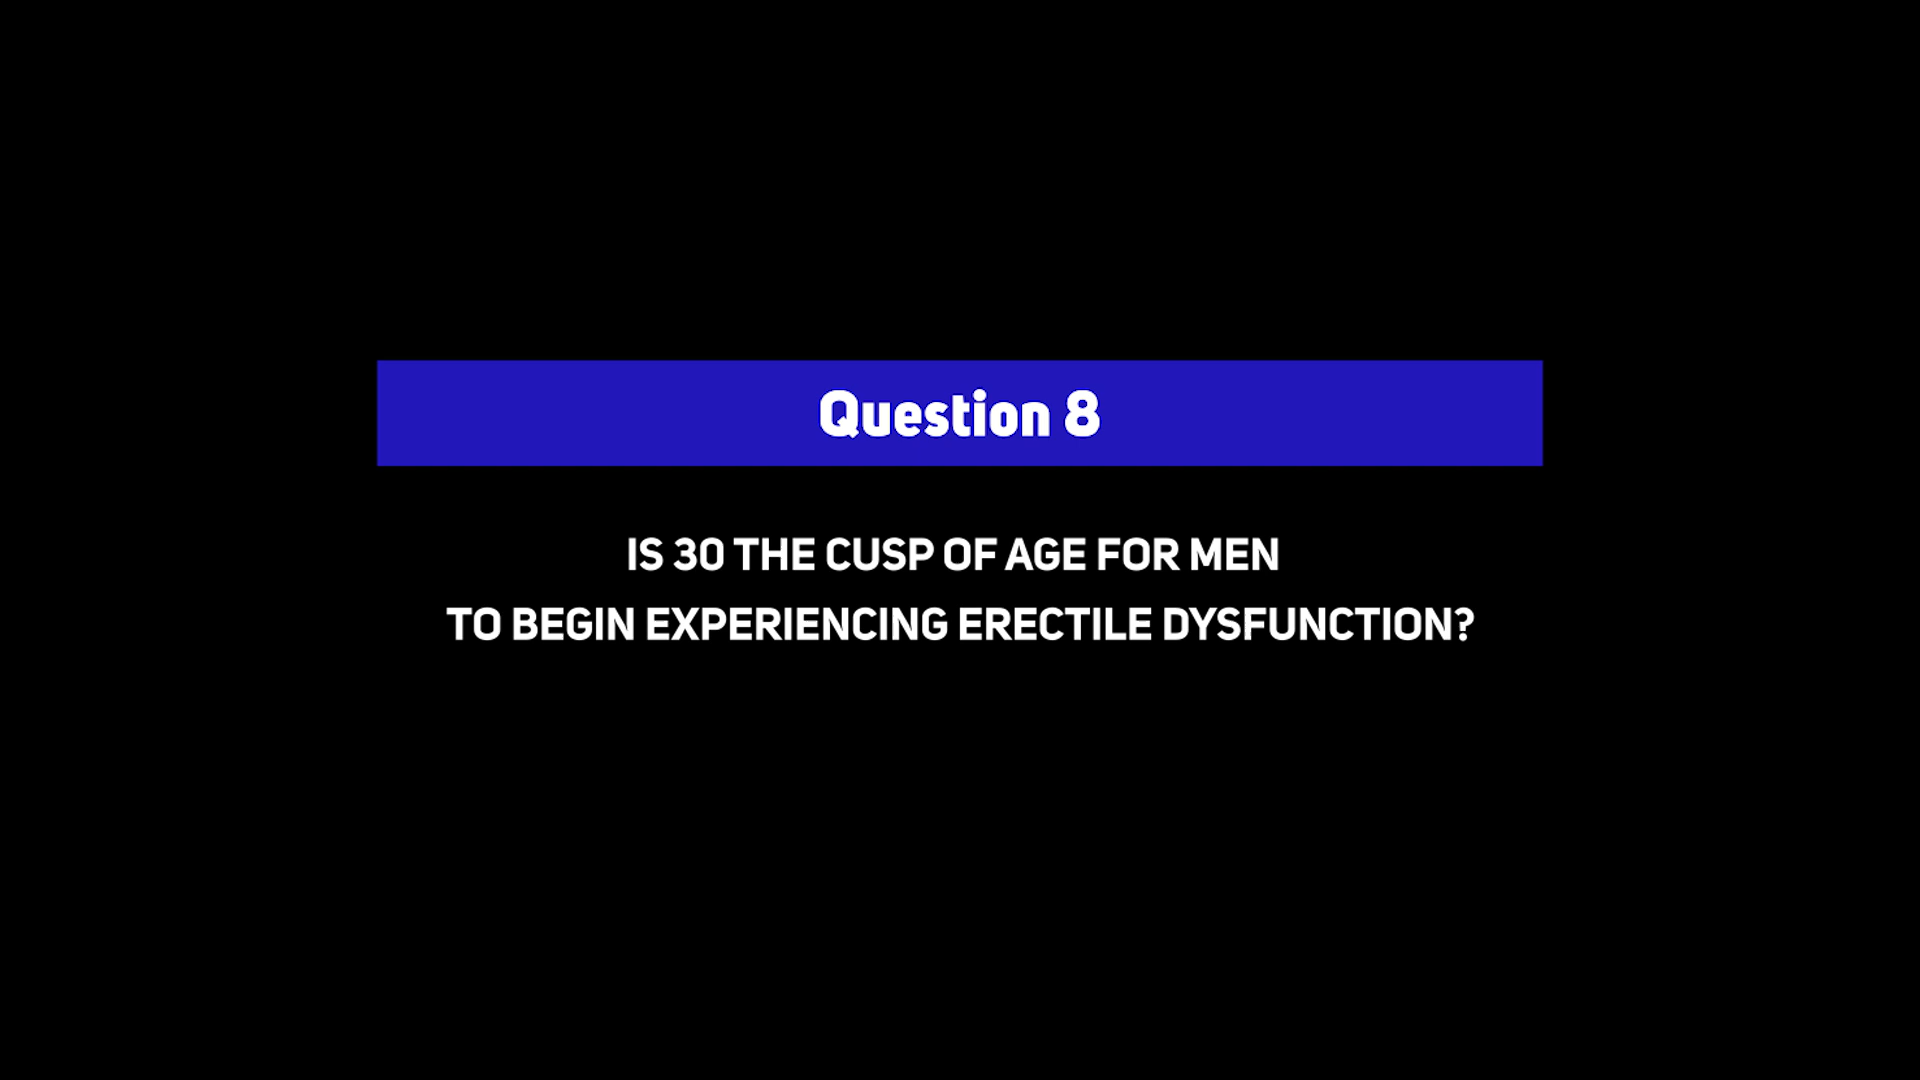 Question 8
IS 30 THE CUSP OF AGE FOR MEN
TO BEGIN EXPERIENCING ERECTILE DYSFUNCTION?